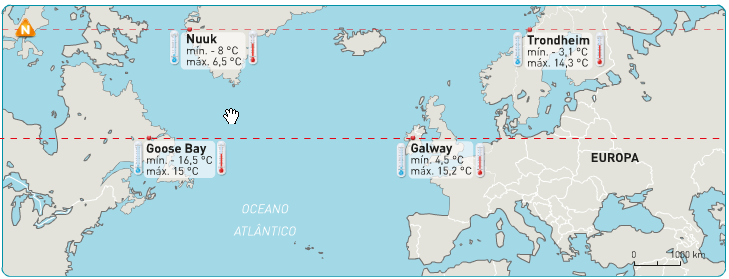 N
Nuuk
mín. - 8 °C
máx. 6,5 °C
Trondheim
mín. - 3,1 °C
máx. 14,3 °C
Goose Bay
mín. - 16,5 °C
máx. 15 °C
Galway
mín. 4,5 °C
máx. 15,2 °C
EUROPA
OCEANO
ATLÁNTICO
0 1000 km